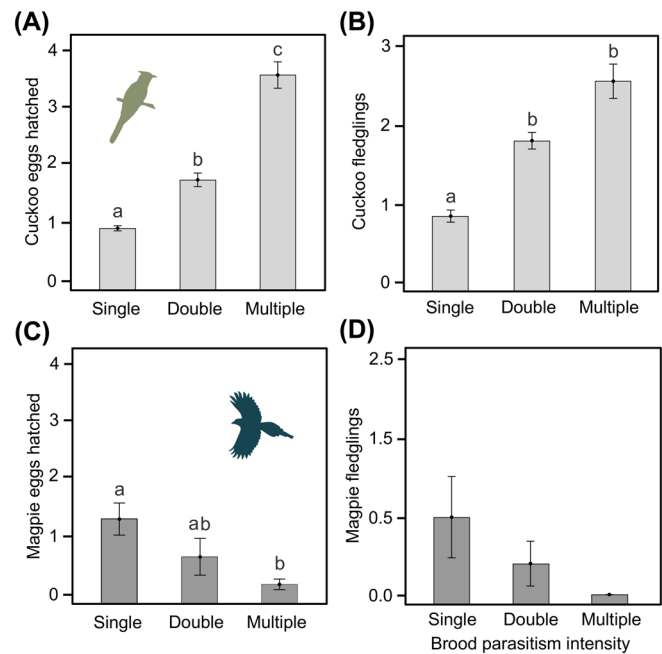 (A)
Cuckoo eggs hatched
4
3
2
1
0
a
b
c
Single Double Multiple
(B)
Cuckoo fledglings
3
2
1
0
a
b
b
Single Double Multiple
(C)
Magpie eggs hatched
4
3
2
1
0
a
ab
b
Single Double Multiple
(D)
Magpie fledglings
2.5
1.5
0.5
0.0
Single Double Multiple
Brood parasitism intensity